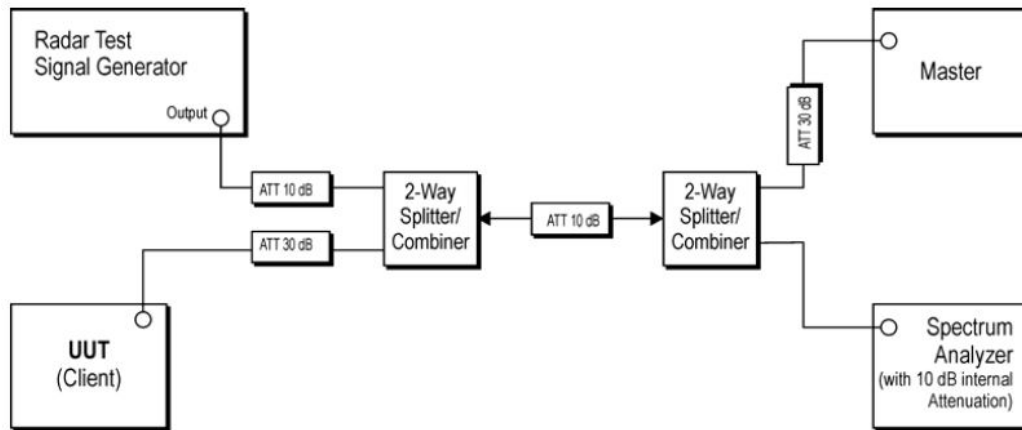 Radar Test
Signal Generator
Output
ATT 10 dB
ATT 30 dB
UUT
(Client)
2-Way
Splitter/
Combiner
ATT 10 dB
2-Way
Splitter/
Combiner
ATT 30 dB
Master
Spectrum
Analyzer
(with 10 dB internal
Attenuation)